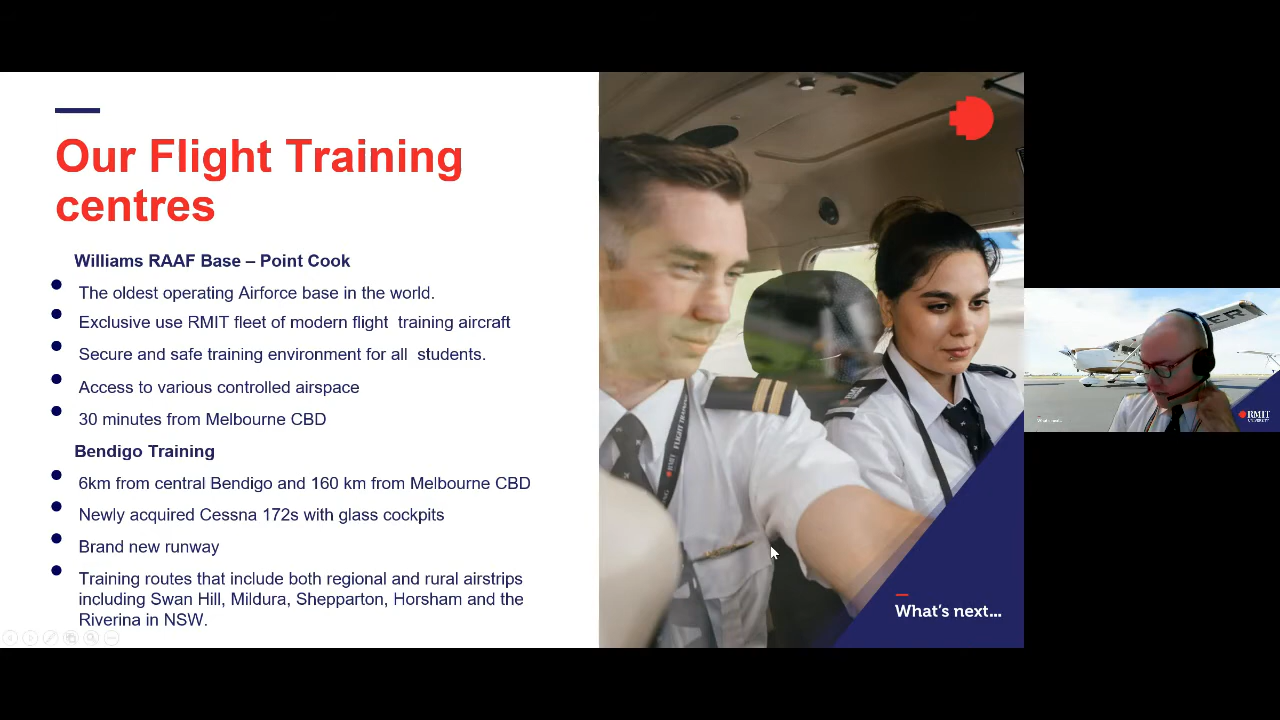 Our Flight Training
centres
Williams RAAF Base – Point Cook
The oldest operating Airforce base in the world.
Exclusive use RMIT fleet of modern flight  training aircraft
Secure and safe training environment for all  students.
Access to various controlled airspace
30 minutes from Melbourne CBD
Bendigo Training
6km from central Bendigo and 160 km from Melbourne CBD
Newly acquired Cessna 172s with glass cockpits
Brand new runway
Training routes that include both regional and rural airstrips
including Swan Hill, Mildura, Shepparton, Horsham and the
Riverina in NSW.
RMIT FLIGHT TRAINING
What's next...
RMIT
UNIVERSITY